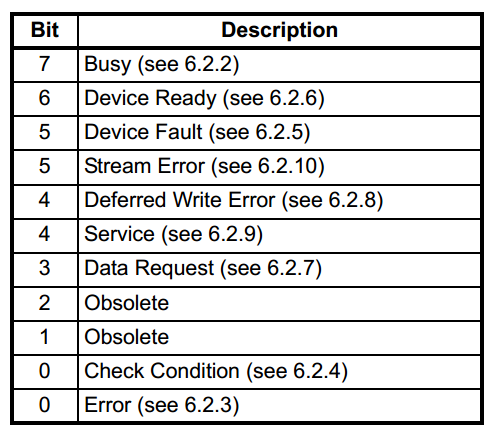 Bit Description
7 Busy (see 6.2.2)
6 Device Ready (see 6.2.6)
5 Device Fault (see 6.2.5)
5 Stream Error (see 6.2.10)
4 Deferred Write Error (see 6.2.8)
4 Service (see 6.2.9)
3 Data Request (see 6.2.7)
2 Obsolete
1 Obsolete
0 Check Condition (see 6.2.4)
0 Error (see 6.2.3)